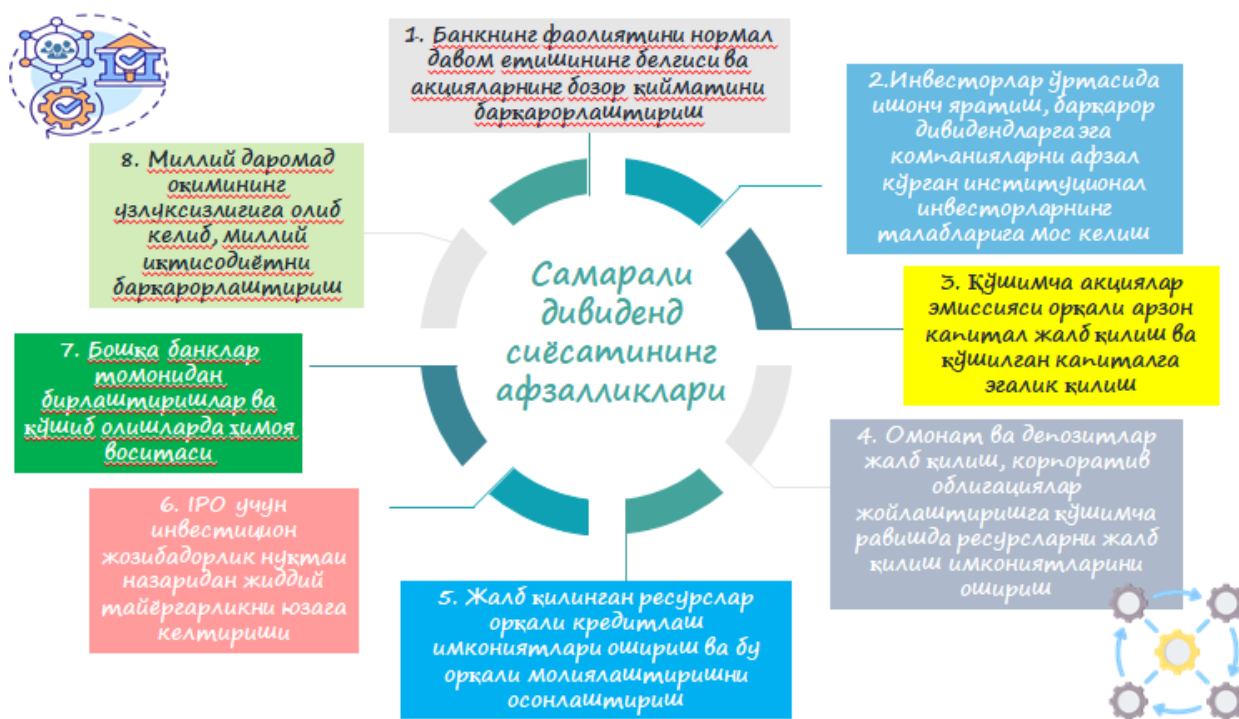 1. Банкнинг фаолиятини нормал
давом етишининг белгиси ва
акцияларнинг бозор қийматини
барқарорлаштириш
2.Инвесторлар ўртасида
ишонч яратиш, барқарор
дивидендларга эга
компанияларни афзал
кўрган институционал
инвесторларнинг
талабларига мос келиш
3. Қўшимча акциялар
эмиссияси орқали арзон
капитал жалб қилиш ва
қўшилган капиталга
эгалик қилиш
4. Омонат ва депозитлар
жалб қилиш, корпоратив
облигациялар
жойлаштиришга қўшимча
равишда ресурсларни жалб
қилиш имкониятларини
ошириш
5. Жалб қилинган ресурслар
орқали кредитлаш
имкониятлари ошириш ва бу
орқали молиялаштиришни
осонлаштириш
6. IPO учун
инвестицион
жозибадорлик нуқтаи
назаридан жиддий
тайёргарликни юзага
келтириши
7. Бошқа банклар
томонидан
бирлаштиришлар ва
қўшиб олишларда ҳимоя
воситаси
8. Миллий даромад
оқимининг
узлуксизлигига олиб
келиб, миллий
иқтисодиётни
барқарорлаштириш
Самарали
дивиденд
сиёсатининг
афзалликлари